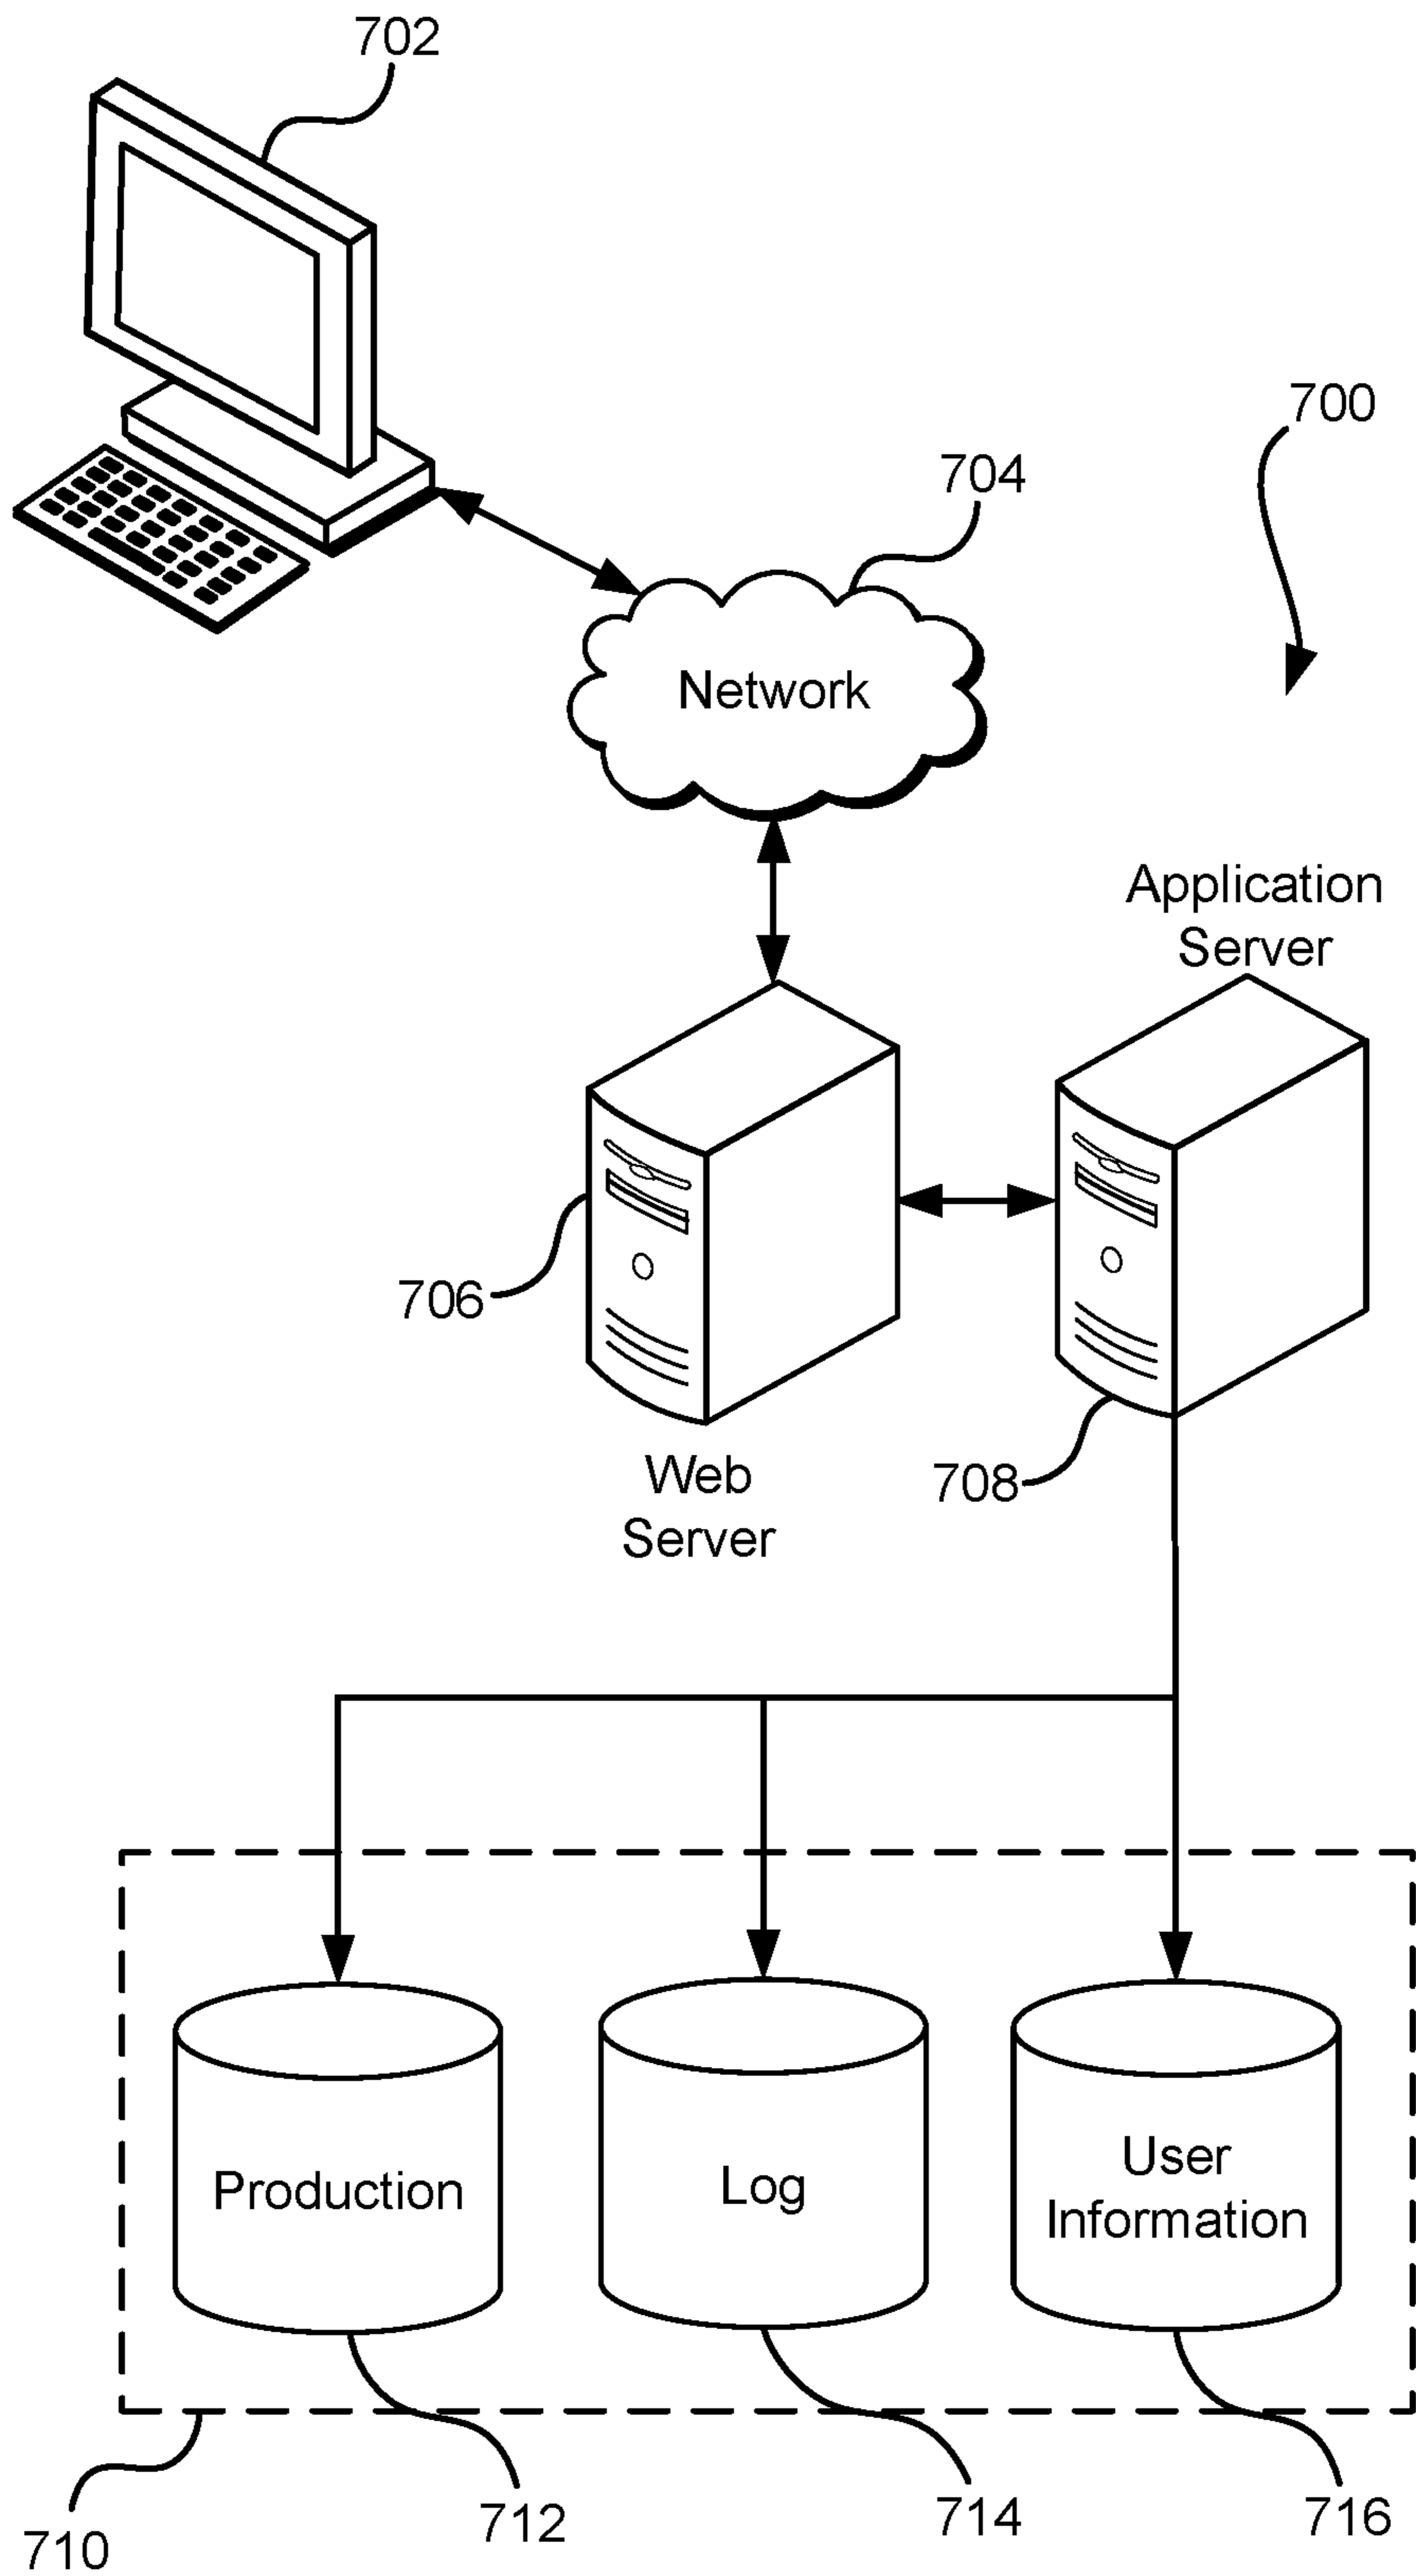 702
700
704
Network
Application
Server
706
708
Web
Server
Production
Log
User
Information
710
712
714
716